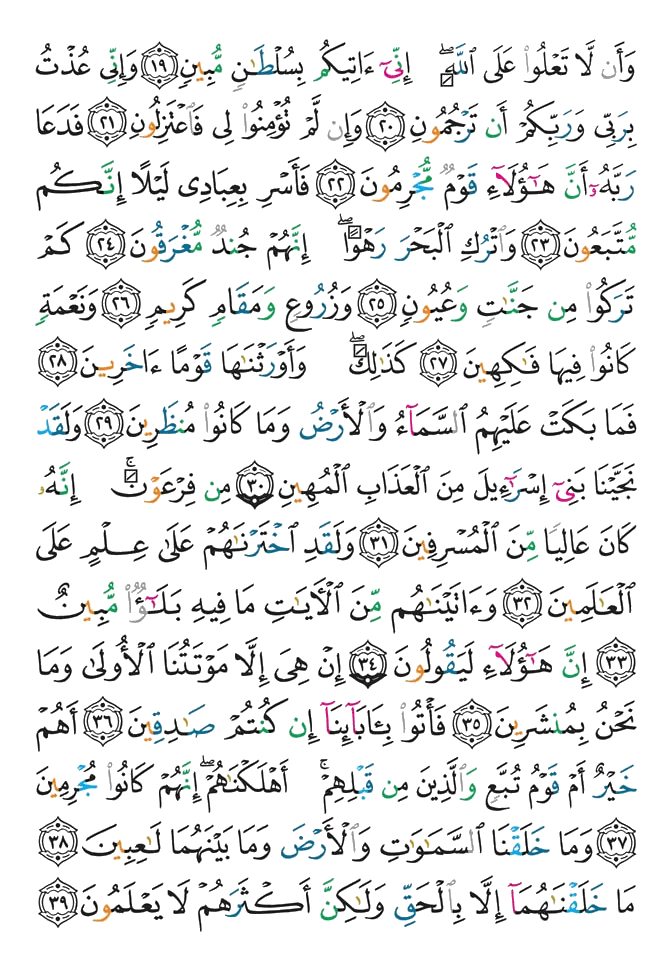 وَأَن لَّا تَعْلُوا۟ عَلَى ٱللَّهِ ۖ إِنِّىٓ ءَاتِيكُم بِسُلْطَـٰنٍ مُّبِينٍ ١٩ وَإِنِّى عُذْتُ
بِرَبِّى وَرَبِّكُمْ أَن تَرْجُمُونِ ٢٠ وَإِن لَّمْ تُؤْمِنُوا۟ لِى فَٱعْتَزِلُونِ ٢١ فَدَعَا
رَبَّهُۥٓ أَنَّ هَـٰٓؤُلَآءِ قَوْمٌ مُّجْرِمُونَ ٢٢ فَأَسْرِ بِعِبَادِى لَيْلًا إِنَّكُم
مُّتَّبَعُونَ ٢٣ وَٱتْرُكِ ٱلْبَحْرَ رَهْوًا ۖ إِنَّهُمْ جُندٌ مُّغْرَقُونَ ٢٤ كَمْ
تَرَكُوا۟ مِن جَنَّـٰتٍ وَعُيُونٍ ٢٥ وَزُرُوعٍ وَمَقَامٍ كَرِيمٍ ٢٦ وَنَعْمَةٍ
كَانُوا۟ فِيهَا فَـٰكِهِينَ ٢٧ كَذَٰلِكَ ۖ وَأَوْرَثْنَـٰهَا قَوْمًا ءَاخَرِينَ ٢٨
فَمَا بَكَتْ عَلَيْهِمُ ٱلسَّمَآءُ وَٱلْأَرْضُ وَمَا كَانُوا۟ مُنظَرِينَ ٢٩ وَلَقَدْ
نَجَّيْنَا بَنِىٓ إِسْرَٰٓءِيلَ مِنَ ٱلْعَذَابِ ٱلْمُهِينِ ٣٠ مِن فِرْعَوْنَ ۚ إِنَّهُۥ
كَانَ عَالِيًا مِّنَ ٱلْمُسْرِفِينَ ٣١ وَلَقَدِ ٱخْتَرْنَـٰهُمْ عَلَىٰ عِلْمٍ عَلَى
ٱلْعَـٰلَمِينَ ٣٢ وَءَاتَيْنَـٰهُم مِّنَ ٱلْـَٔايَـٰتِ مَا فِيهِ بَلَـٰٓؤٌا۟ مُّبِينٌ
٣٣ إِنَّ هَـٰٓؤُلَآءِ لَيَقُولُونَ ٣٤ إِنْ هِىَ إِلَّا مَوْتَتُنَا ٱلْأُولَىٰ وَمَا
نَحْنُ بِمُنشَرِينَ ٣٥ فَأْتُوا۟ بِـَٔابَآئِنَآ إِن كُنتُمْ صَـٰدِقِينَ ٣٦ أَهُمْ
خَيْرٌ أَمْ قَوْمُ تُبَّعٍ وَٱلَّذِينَ مِن قَبْلِهِمْ ۚ أَهْلَكْنَـٰهُمْ ۖ إِنَّهُمْ كَانُوا۟ مُجْرِمِينَ
٣٧ وَمَا خَلَقْنَا ٱلسَّمَـٰوَٰتِ وَٱلْأَرْضَ وَمَا بَيْنَهُمَا لَـٰعِبِينَ ٣٨
مَا خَلَقْنَـٰهُمَآ إِلَّا بِٱلْحَقِّ وَلَـٰكِنَّ أَكْثَرَهُمْ لَا يَعْلَمُونَ ٣٩